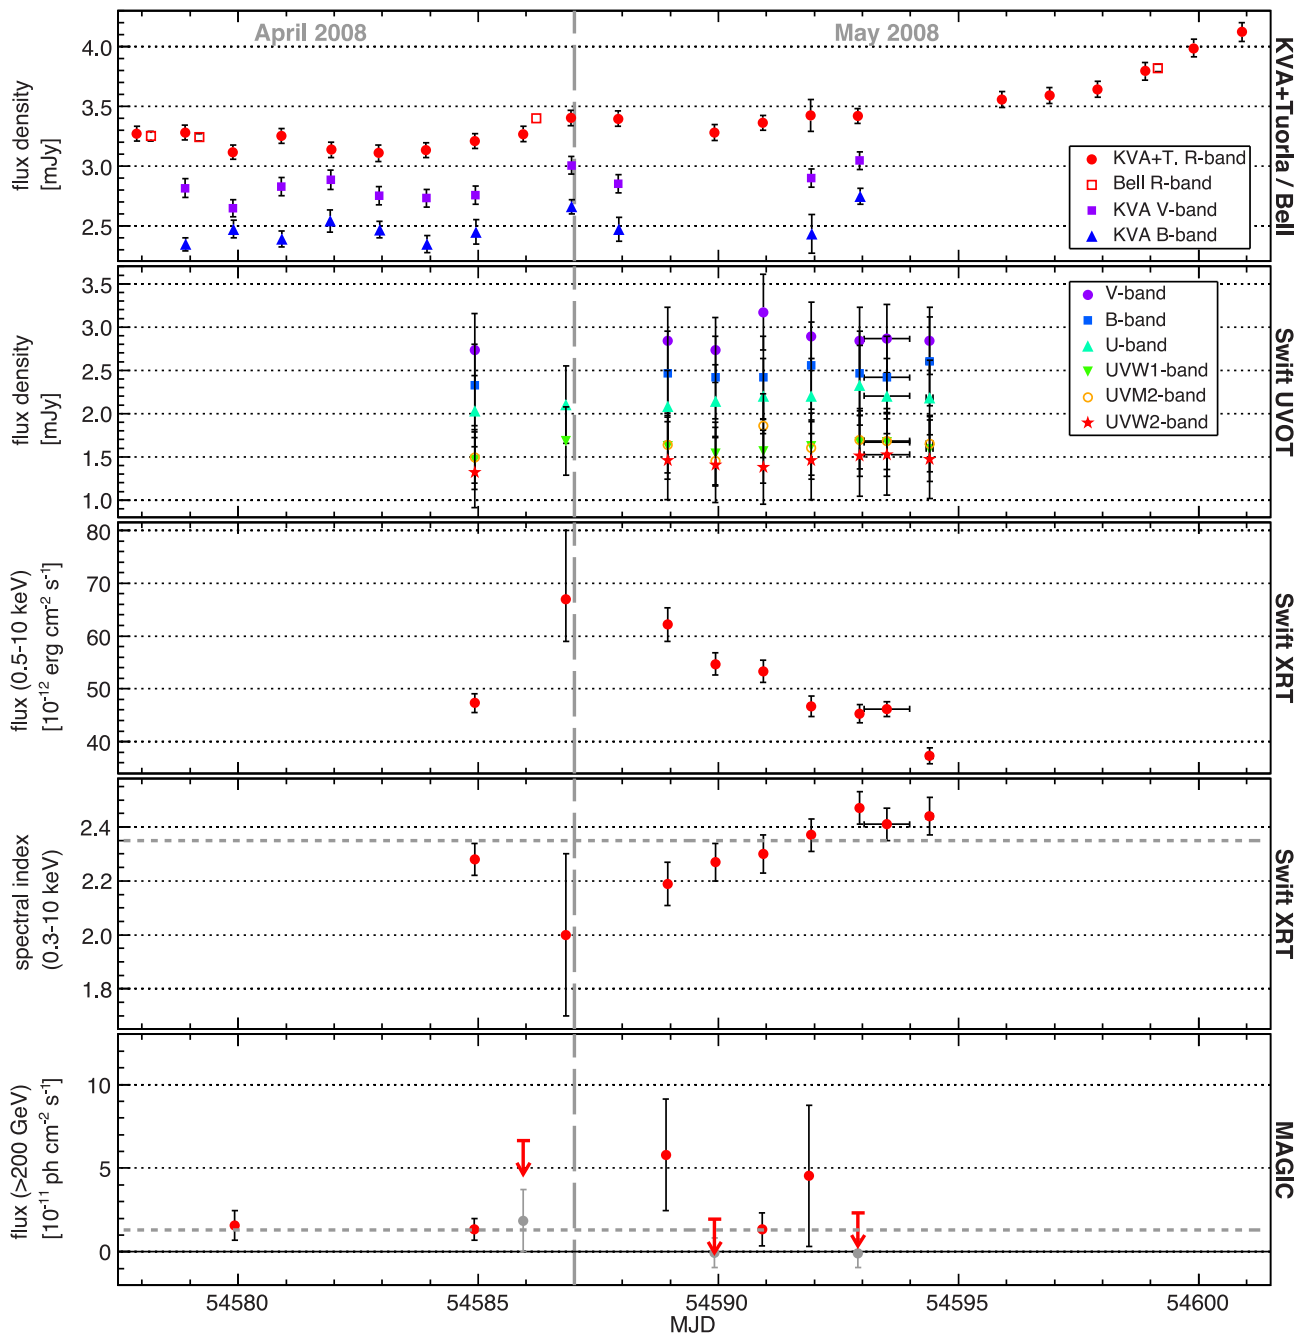 April 2008
May 2008
4.0
3.5
3.0
2.5
flux density
[mJy]
KVA+T. R-band
Bell R-band
KVA V-band
KVA B-band
KVA+Tuorla / Bell
3.5
3.0
2.5
2.0
1.5
1.0
flux density
[mJy]
V-band
B-band
U-band
UVW1-band
UVM2-band
UVW2-band
Swift UVOT
80
70
60
50
40
flux (0.5-10 keV)
[10⁻¹² erg cm⁻² s⁻¹]
Swift XRT
2.4
2.2
2.0
1.8
spectral index
(0.3-10 keV)
Swift XRT
10
5
0
flux (>200 GeV)
[10⁻¹¹ ph cm⁻² s⁻¹]
MAGIC
54580
54585
54590
54595
54600
MJD